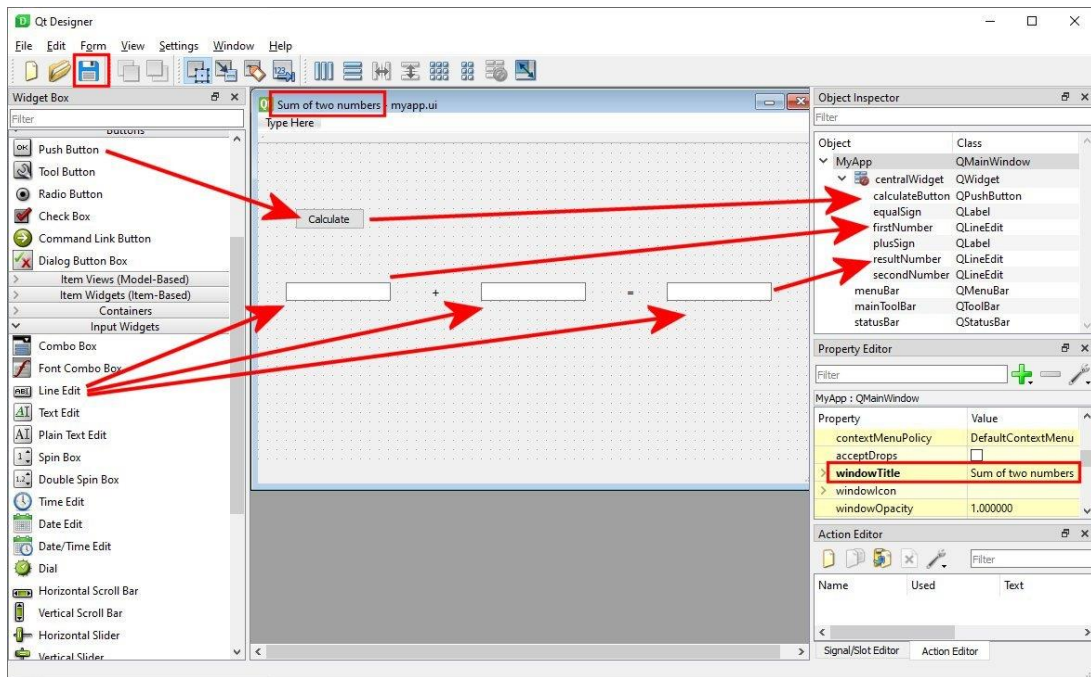 Qt Designer
File Edit Form View Settings Window Help
Widget Box
Filter
Buttons
Push Button
Tool Button
Radio Button
Check Box
Command Link Button
Dialog Button Box
Item Views (Model-Based)
Item Widgets (Item-Based)
Containers
Input Widgets
Combo Box
Font Combo Box
Line Edit
Text Edit
Plain Text Edit
Spin Box
Double Spin Box
Time Edit
Date Edit
Date/Time Edit
Dial
Horizontal Scroll Bar
Vertical Scroll Bar
Horizontal Slider
Vertical Slider
Sum of two numbers - myapp.ui
Type Here
Calculate
+ =
Object Inspector
Filter
Object Class
MyApp QMainWindow
centralWidget QWidget
calculateButton QPushButton
equalSign QLabel
firstNumber QLineEdit
plusSign QLabel
resultNumber QLineEdit
secondNumber QLineEdit
menuBar QMenuBar
mainToolBar QToolBar
statusBar QStatusBar
Property Editor
Filter
MyApp : QMainWindow
Property Value
contextMenuPolicy DefaultContextMenu
acceptDrops
windowTitle Sum of two numbers
windowIcon
windowOpacity 1.000000
Action Editor
Filter
Name Used Text
Signal/Slot Editor Action Editor